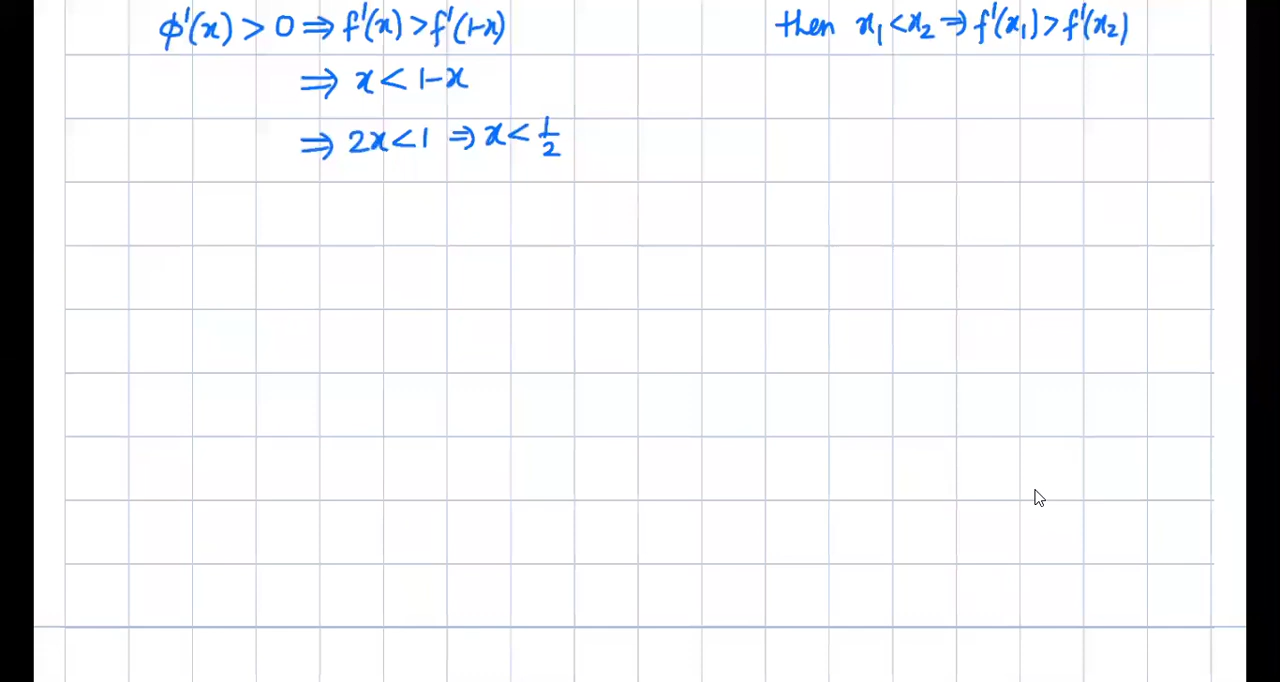 ϕ'(x) > 0 ⇒ f'(x) > f'(1-x)
⇒ x < 1-x
⇒ 2x < 1 ⇒ x < 1/2
then x₁ < x₂ ⇒ f'(x₁) > f'(x₂)